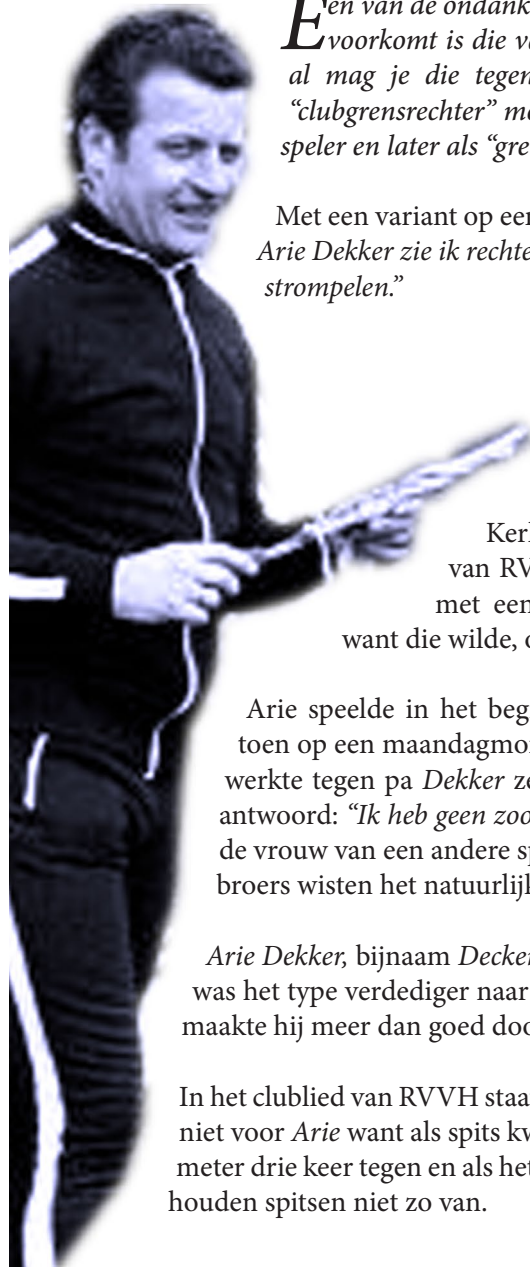 Een van de ondank
voorkomt is die v
al mag je die tegen
“clubgrensrechter” m
speler en later als “gre
Met een variant op een
Arie Dekker zie ik rechte
strompelen.”
Kerk
van RV
met een
want die wilde,
Arie speelde in het beg
toen op een maandagmo
werkte tegen pa Dekker ze
antwoord: “Ik heb geen zoo
de vrouw van een andere sp
broers wisten het natuurlijk
Arie Dekker, bijnaam Decker
was het type verdediger naar
maakte hij meer dan goed doo
In het clublied van RVVH staa
niet voor Arie want als spits kw
meter drie keer tegen en als het
houden spitsen niet zo van.